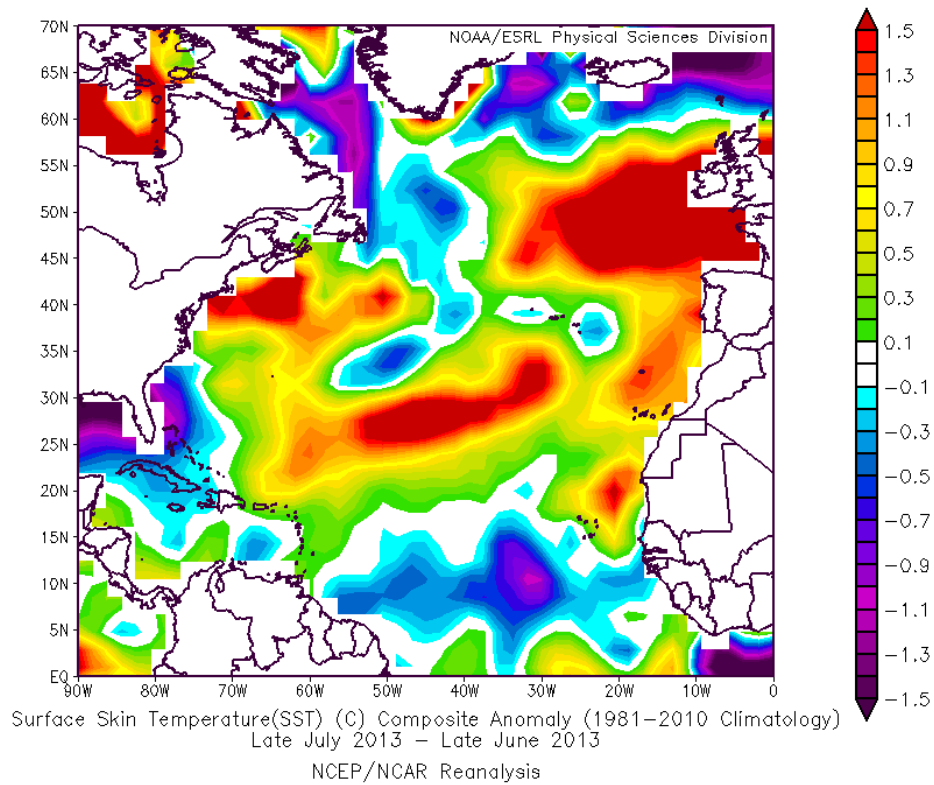 70N
NOAA/ESRL Physical Sciences Division
65N
60N
55N
50N
45N
40N
35N
30N
25N
20N
15N
10N
5N
EQ
90W 80W 70W 60W 50W 40W 30W 20W 10W 0
1.5
1.3
1.1
0.9
0.7
0.5
0.3
0.1
−0.1
−0.3
−0.5
−0.7
−0.9
−1.1
−1.3
−1.5
Surface Skin Temperature(SST) (C) Composite Anomaly (1981−2010 Climatology)
Late July 2013 − Late June 2013
NCEP/NCAR Reanalysis